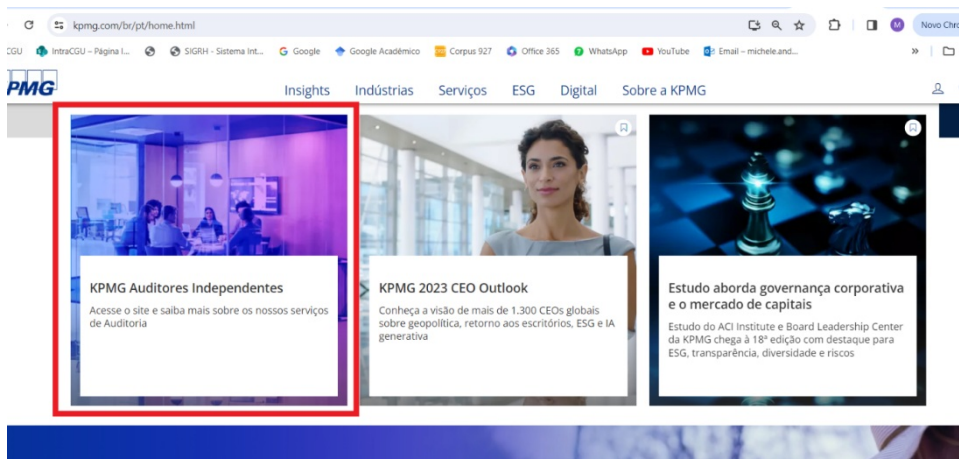 kpmg.com/br/pt/home.html
Novo Chro
CGU
IntraCGU – Página I...
SIGRH - Sistema Int...
Google
Google Acadêmico
Corpus 927
Office 365
WhatsApp
YouTube
Email – michele.and...
»
M
KPMG
Insights
Indústrias
Serviços
ESG
Digital
Sobre a KPMG
KPMG Auditores Independentes
Acesse o site e saiba mais sobre os nossos serviços
de Auditoria
KPMG 2023 CEO Outlook
Conheça a visão de mais de 1.300 CEOs globais
sobre geopolítica, retorno aos escritórios, ESG e IA
generativa
Estudo aborda governança corporativa
e o mercado de capitais
Estudo do ACI Institute e Board Leadership Center
da KPMG chega à 18ª edição com destaque para
ESG, transparência, diversidade e riscos